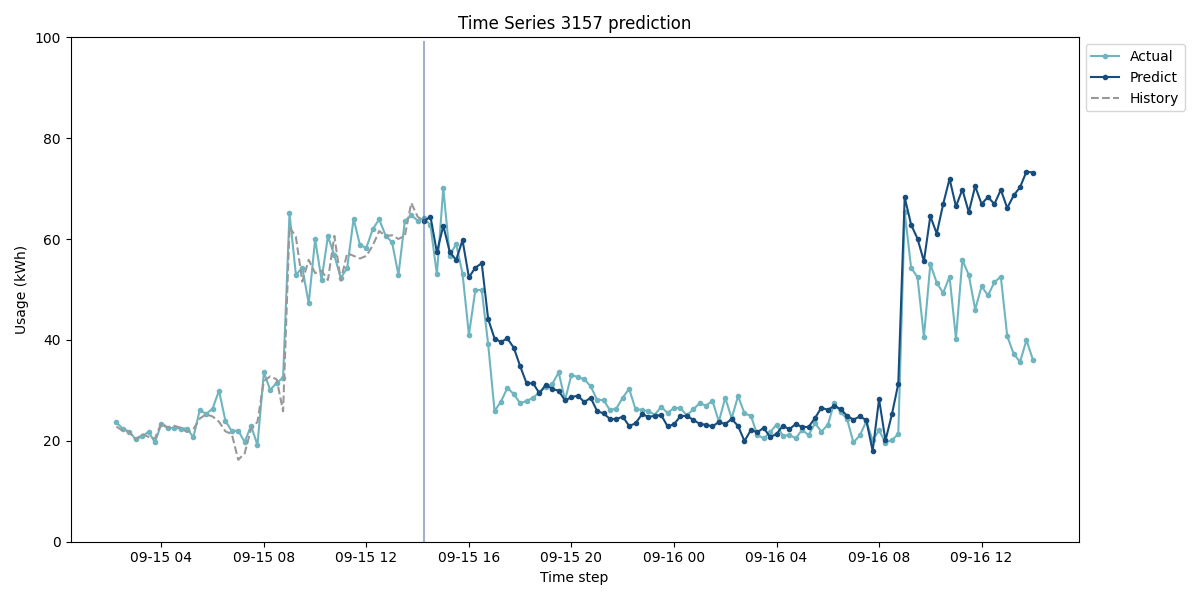 Time Series 3157 prediction
Usage (kWh)
100
80
60
40
20
0
09-15 04
09-15 08
09-15 12
09-15 16
09-15 20
09-16 00
09-16 04
09-16 08
09-16 12
Time step
Actual
Predict
History